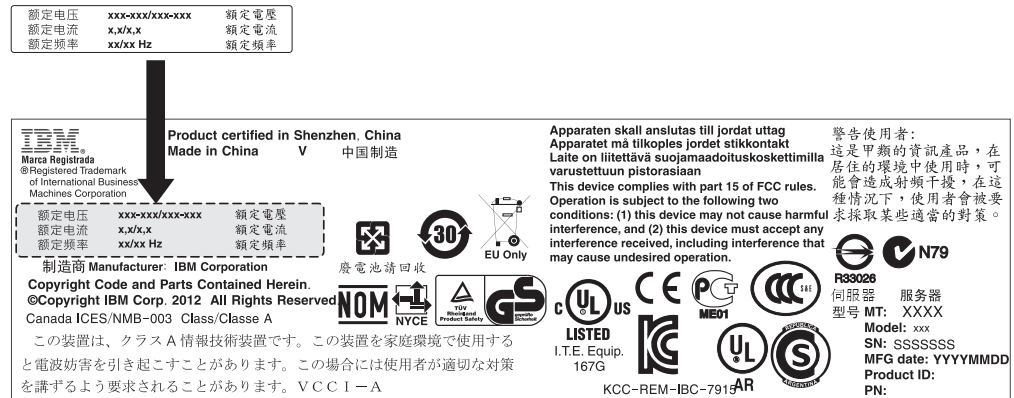 额定电压 xxx-xxx/xxx-xxx 額定電壓
额定电流 x,x/x,x 額定電流
额定频率 xx/xx Hz 額定頻率
IBM®
Marca Registrada
®Registered Trademark
of International Business
Machines Corporation
Product certified in Shenzhen, China
Made in China V 中国制造
额定电压 xxx-xxx/xxx-xxx 額定電壓
额定电流 x,x/x,x 額定電流
额定频率 xx/xx Hz 額定頻率
制造商 Manufacturer: IBM Corporation
Copyright Code and Parts Contained Herein.
©Copyright IBM Corp. 2012 All Rights Reserved
Canada ICES/NMB-003 Class/Classe A
この装置は、クラスA情報技術装置です。この装置を家庭環境で使用する
と電波妨害を引き起こすことがあります。この場合には使用者が適切な対策
を講ずるよう要求されることがあります。VCCI-A
廢電池請回收
30
EU Only
NOM
NYCE
TÜV
Rheinland
Product Safety
GS
geprüfte
Sicherheit
Apparaten skall anslutas till jordat uttag
Apparatet må tilkoples jordet stikkontakt
Laite on liitettävä suojamaadoituskoskettimilla
varustettuun pistorasiaan
This device complies with part 15 of FCC rules.
Operation is subject to the following two
conditions: (1) this device may not cause harmful
interference, and (2) this device must accept any
interference received, including interference that
may cause undesired operation.
C UL US
LISTED
I.T.E. Equip.
167G
CE
KCC-REM-IBC-7915
PCT
ME01
UL
AR
CCC
S&E
REPUBLICA
S
ARGENTINA
警告使用者:
這是甲類的資訊產品，在
居住的環境中使用時，可
能會造成射頻干擾，在這
種情況下，使用者會被要
求採取某些適當的對策。
R33026
N79
伺服器 服务器
型号 MT: XXXX
Model: xxx
SN: SSSSSSS
MFG date: YYYYMMDD
Product ID:
PN: